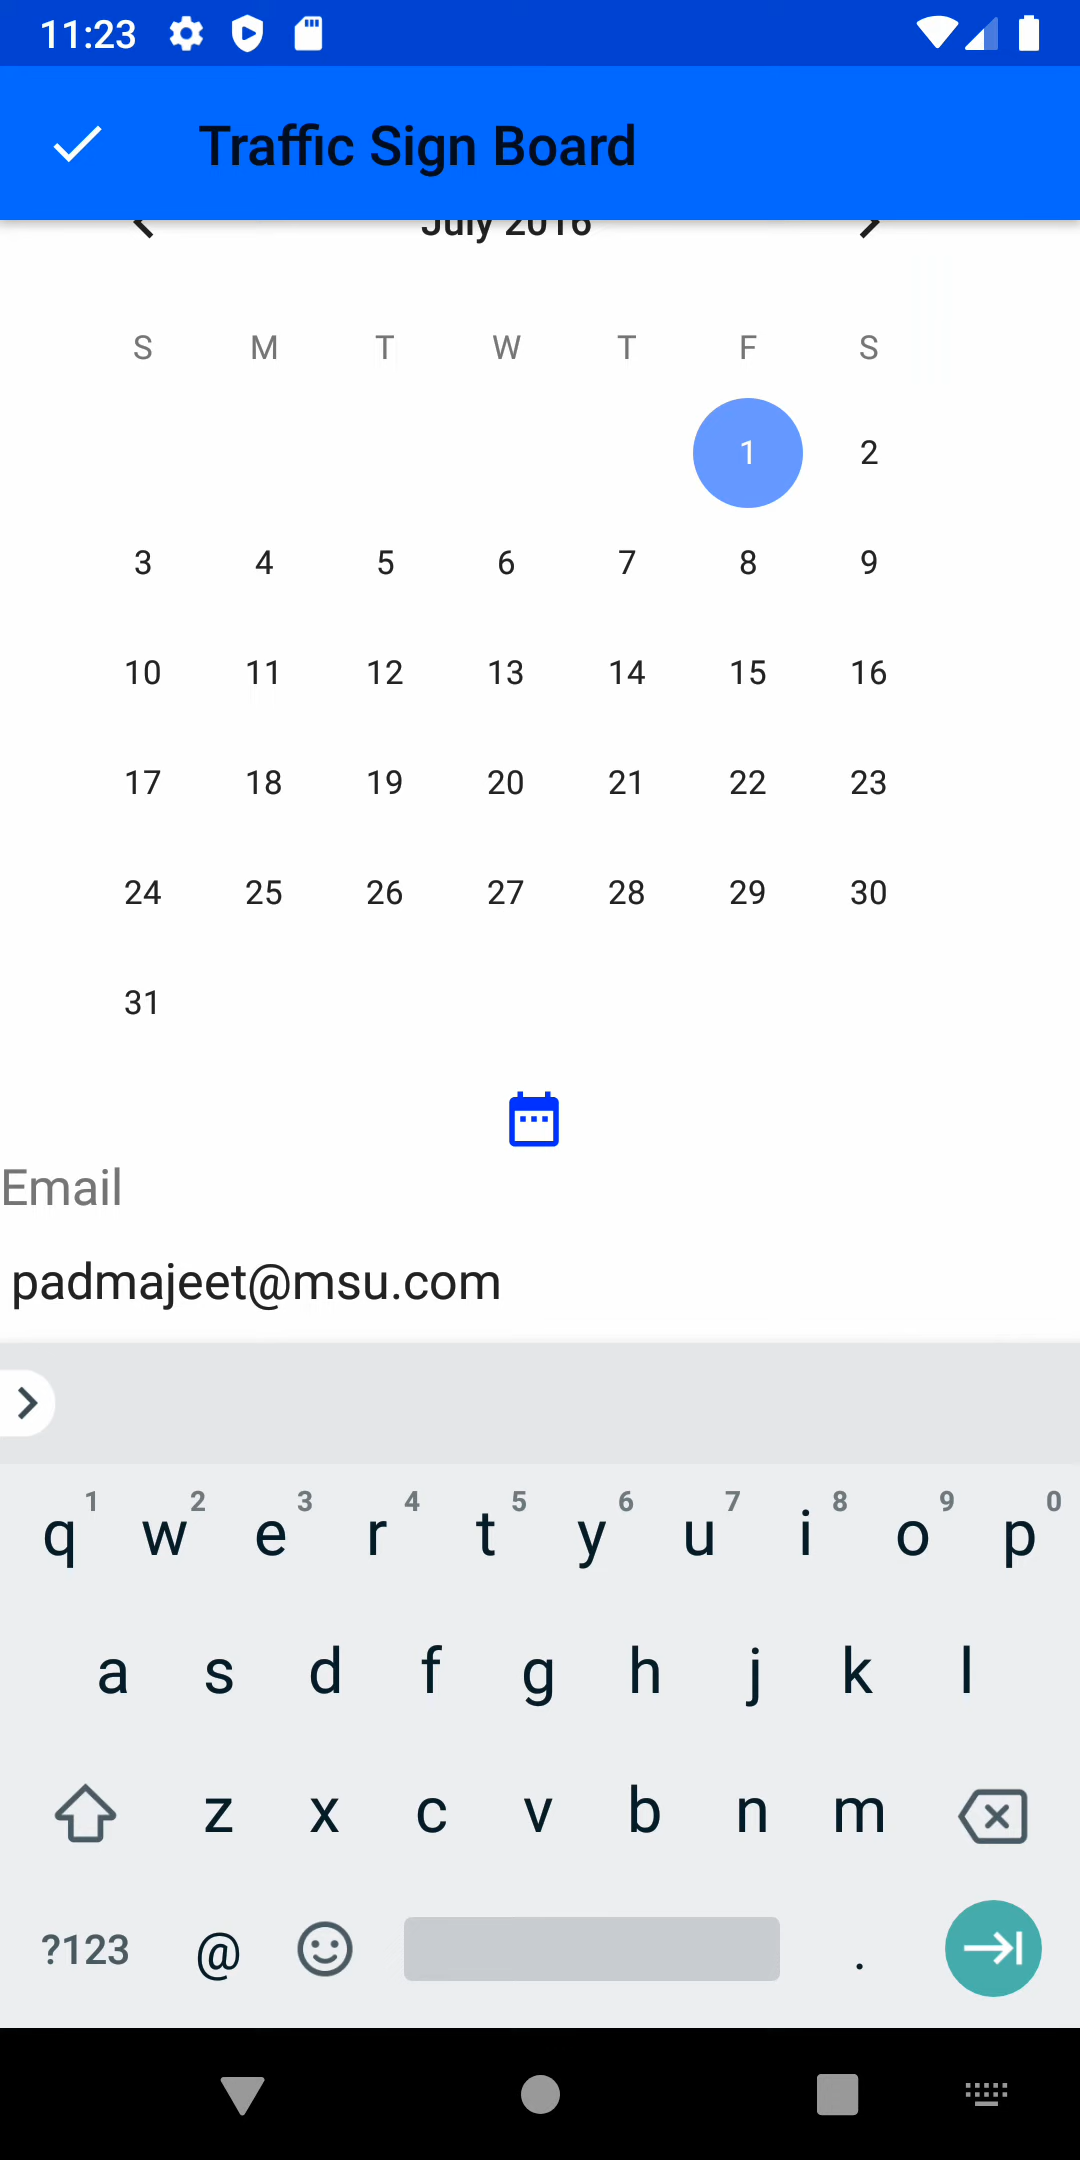 11:23
Traffic Sign Board
July 2016
S M T W T F S
1 2
3 4 5 6 7 8 9
10 11 12 13 14 15 16
17 18 19 20 21 22 23
24 25 26 27 28 29 30
31
Email
padmajeet@msu.com
1 2 3 4 5 6 7 8 9 0
q w e r t y u i o p
a s d f g h j k l
z x c v b n m
?123 @ .